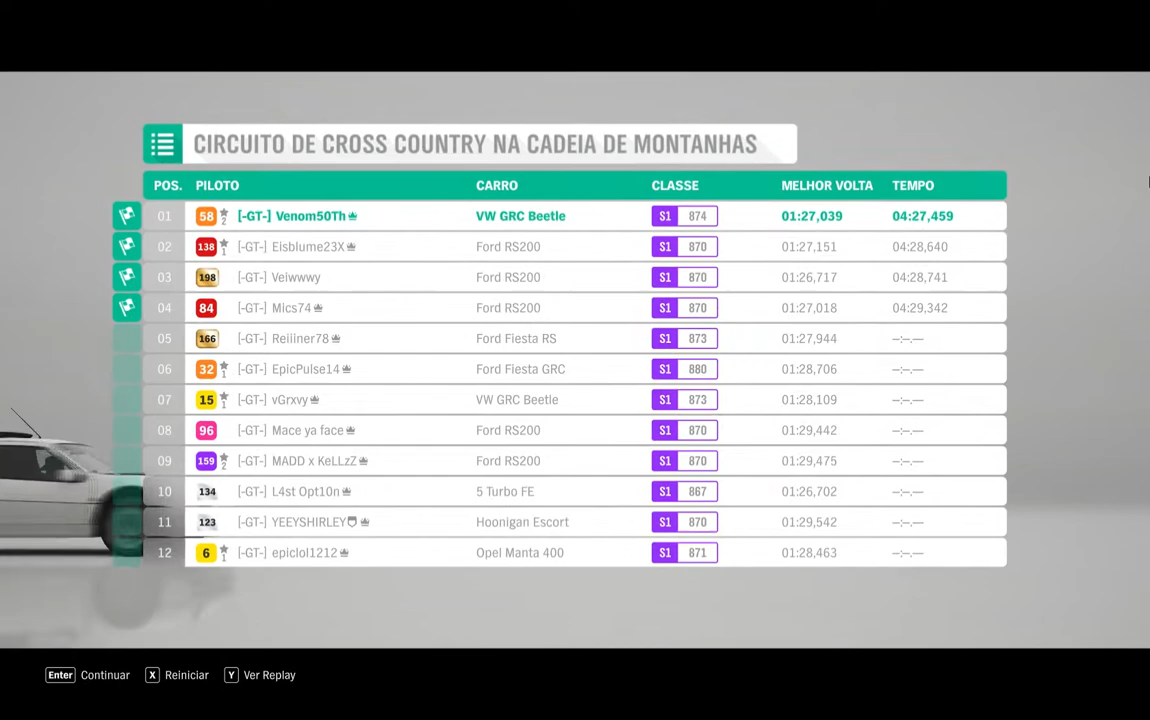 CIRCUITO DE CROSS COUNTRY NA CADEIA DE MONTANHAS
POS. PILOTO CARRO CLASSE MELHOR VOLTA TEMPO
01 58 2 [-GT-] Venom50Th VW GRC Beetle S1 874 01:27,039 04:27,459
02 138 1 [-GT-] Eisblume23X Ford RS200 S1 870 01:27,151 04:28,640
03 198 [-GT-] Veiwwwy Ford RS200 S1 870 01:26,717 04:28,741
04 84 [-GT-] Mics74 Ford RS200 S1 870 01:27,018 04:29,342
05 166 [-GT-] Reiliner78 Ford Fiesta RS S1 873 01:27,944 --:--.---
06 32 1 [-GT-] EpicPulse14 Ford Fiesta GRC S1 880 01:28,706 --:--.---
07 15 1 [-GT-] vGrxvy VW GRC Beetle S1 873 01:28,109 --:--.---
08 96 [-GT-] Mace ya face Ford RS200 S1 870 01:29,442 --:--.---
09 159 2 [-GT-] MADD x KeLLzZ Ford RS200 S1 870 01:29,475 --:--.---
10 134 [-GT-] L4st Opt10n 5 Turbo FE S1 867 01:26,702 --:--.---
11 123 [-GT-] YEEYSHIRLEY Hoonigan Escort S1 870 01:29,542 --:--.---
12 6 1 [-GT-] epiclol1212 Opel Manta 400 S1 871 01:28,463 --:--.---
Enter Continuar X Reiniciar Y Ver Replay